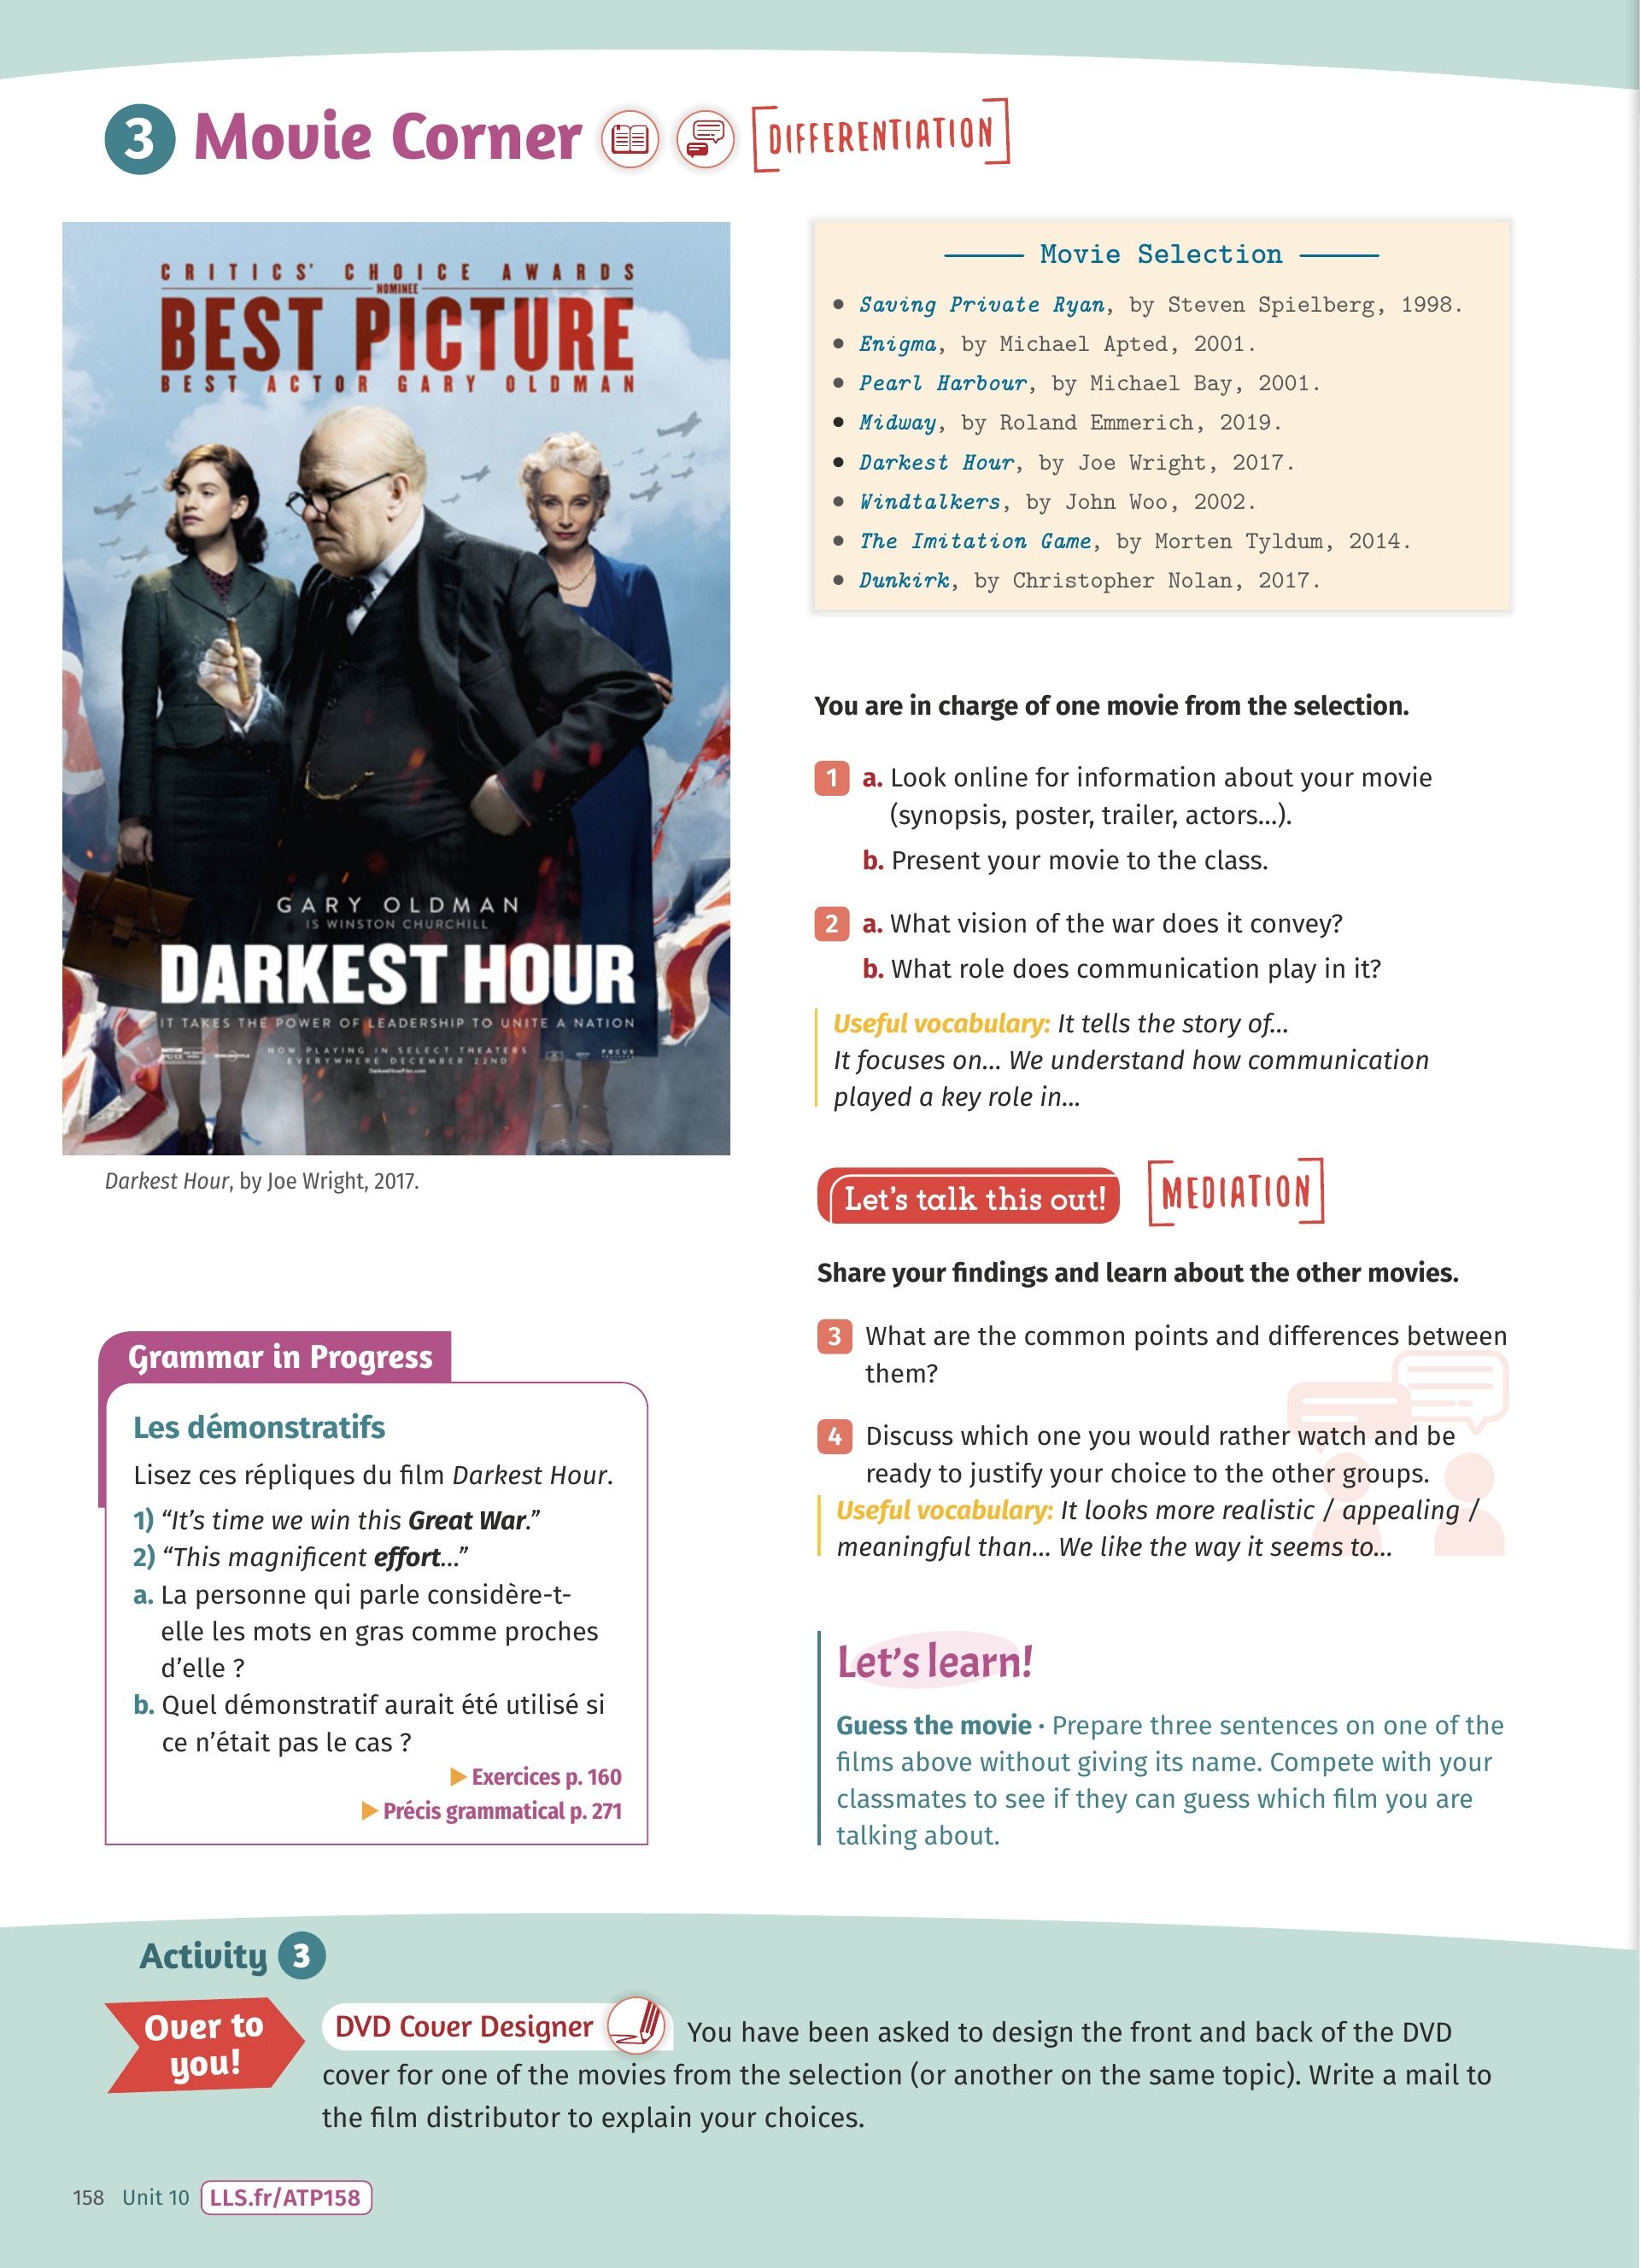 3 Movie Corner [DIFFERENTIATION]
CRITICS' CHOICE AWARDS
NOMINEE
BEST PICTURE
BEST ACTOR GARY OLDMAN
GARY OLDMAN
IS WINSTON CHURCHILL
DARKEST HOUR
IT TAKES THE POWER OF LEADERSHIP TO UNITE A NATION
NOW PLAYING IN SELECT THEATERS
EVERYWHERE DECEMBER 22ND
DarkestHourFilm.com
FOCUS
Darkest Hour, by Joe Wright, 2017.
Movie Selection
• Saving Private Ryan, by Steven Spielberg, 1998.
• Enigma, by Michael Apted, 2001.
• Pearl Harbour, by Michael Bay, 2001.
• Midway, by Roland Emmerich, 2019.
• Darkest Hour, by Joe Wright, 2017.
• Windtalkers, by John Woo, 2002.
• The Imitation Game, by Morten Tyldum, 2014.
• Dunkirk, by Christopher Nolan, 2017.
You are in charge of one movie from the selection.
1 a. Look online for information about your movie
(synopsis, poster, trailer, actors…).
b. Present your movie to the class.
2 a. What vision of the war does it convey?
b. What role does communication play in it?
Useful vocabulary: It tells the story of…
It focuses on… We understand how communication
played a key role in…
Let's talk this out! [MEDIATION]
Share your findings and learn about the other movies.
3 What are the common points and differences between
them?
4 Discuss which one you would rather watch and be
ready to justify your choice to the other groups.
Useful vocabulary: It looks more realistic / appealing /
meaningful than… We like the way it seems to…
Let's learn!
Guess the movie · Prepare three sentences on one of the
films above without giving its name. Compete with your
classmates to see if they can guess which film you are
talking about.
Grammar in Progress
Les démonstratifs
Lisez ces répliques du film Darkest Hour.
1) “It's time we win this Great War.”
2) “This magnificent effort…”
a. La personne qui parle considère-t-
elle les mots en gras comme proches
d'elle ?
b. Quel démonstratif aurait été utilisé si
ce n'était pas le cas ?
▶ Exercices p. 160
▶ Précis grammatical p. 271
Activity 3
Over to
you!
DVD Cover Designer You have been asked to design the front and back of the DVD
cover for one of the movies from the selection (or another on the same topic). Write a mail to
the film distributor to explain your choices.
158 Unit 10 LLS.fr/ATP158